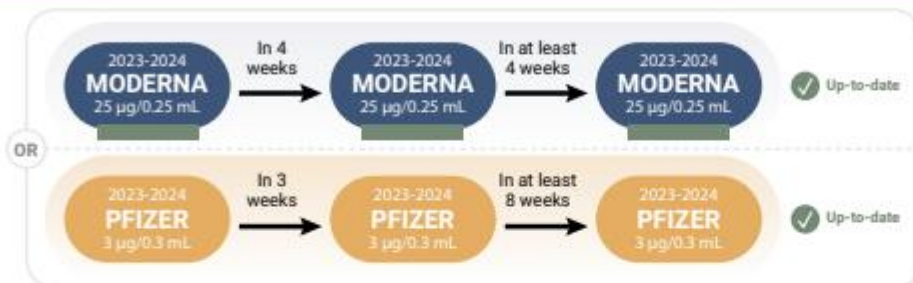 2023-2024
MODERNA
25 µg/0.25 mL
In 4
weeks
2023-2024
MODERNA
25 µg/0.25 mL
In at least
4 weeks
2023-2024
MODERNA
25 µg/0.25 mL
Up-to-date
OR
2023-2024
PFIZER
3 µg/0.3 mL
In 3
weeks
2023-2024
PFIZER
3 µg/0.3 mL
In at least
8 weeks
2023-2024
PFIZER
3 µg/0.3 mL
Up-to-date